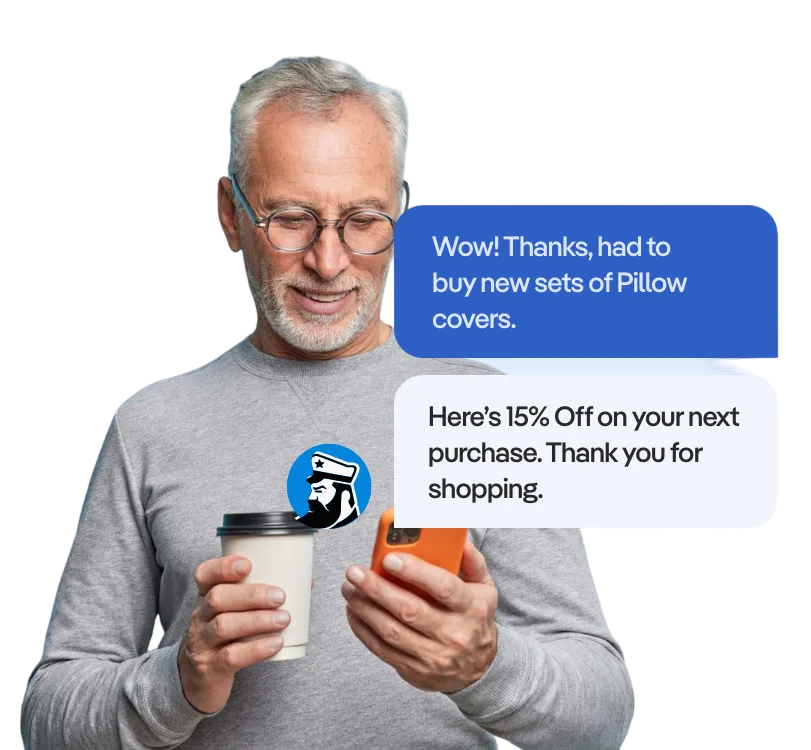 Wow! Thanks, had to
buy new sets of Pillow
covers.
Here's 15% Off on your next
purchase. Thank you for
shopping.